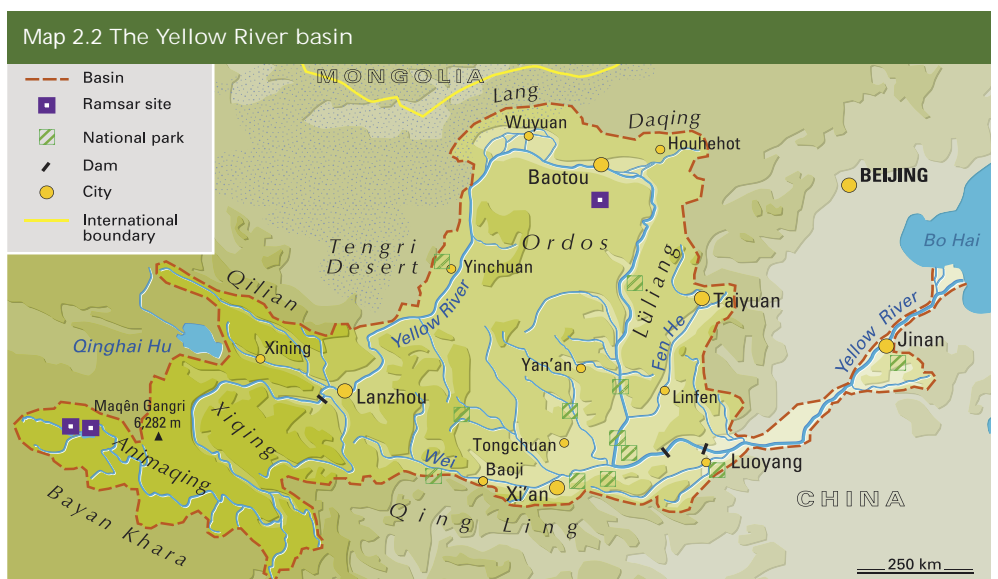 Map 2.2 The Yellow River basin
Basin
Ramsar site
National park
Dam
City
International
boundary
MONGOLIA
Lang
Wuyuan
Daqing
Houhehot
Baotou
BEIJING
Bo Hai
Ordos
Tengri
Desert
Yinchuan
Qilian
Yellow River
Lüliang
Taiyuan
Fen He
Yellow River
Jinan
Qinghai Hu
Xining
Yan'an
Lanzhou
Linfen
Maqên Gangri
6,282 m
Xiqing
Animaqing
Tongchuan
Wei
Baoji
Luoyang
Xi'an
Bayan Khara
Qing Ling
CHINA
250 km